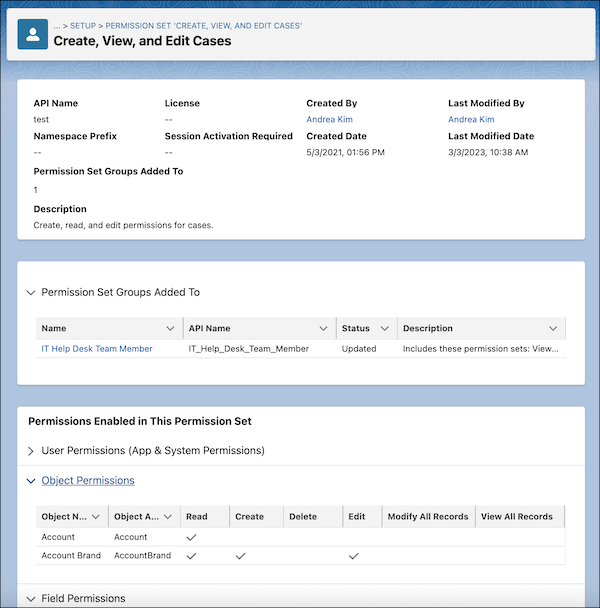 ... > SETUP > PERMISSION SET 'CREATE, VIEW, AND EDIT CASES'
Create, View, and Edit Cases
API Name License Created By Last Modified By
test -- Andrea Kim Andrea Kim
Namespace Prefix Session Activation Required Created Date Last Modified Date
-- -- 5/3/2021, 01:56 PM 3/3/2023, 10:38 AM
Permission Set Groups Added To
1
Description
Create, read, and edit permissions for cases.
Permission Set Groups Added To
Name API Name Status Description
IT Help Desk Team Member IT_Help_Desk_Team_Member Updated Includes these permission sets: View...
Permissions Enabled in This Permission Set
User Permissions (App & System Permissions)
Object Permissions
Object N... Object A... Read Create Delete Edit Modify All Records View All Records
Account Account
Account Brand AccountBrand
Field Permissions